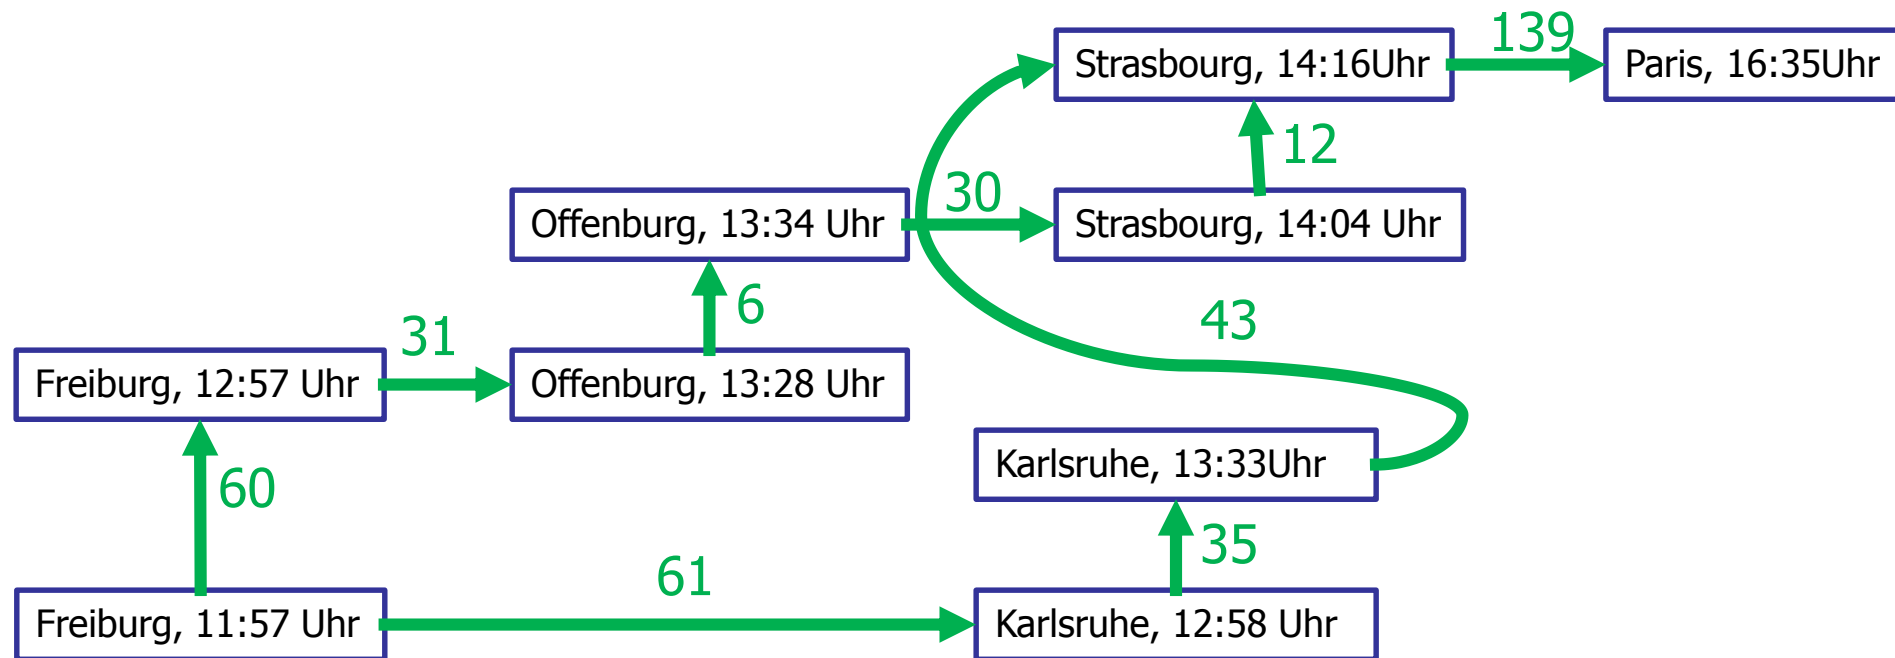 139
Strasbourg, 14:16Uhr
Paris, 16:35Uhr
12
30
Offenburg, 13:34 Uhr
Strasbourg, 14:04 Uhr
6
43
31
Freiburg, 12:57 Uhr
Offenburg, 13:28 Uhr
Karlsruhe, 13:33Uhr
60
35
61
Freiburg, 11:57 Uhr
Karlsruhe, 12:58 Uhr